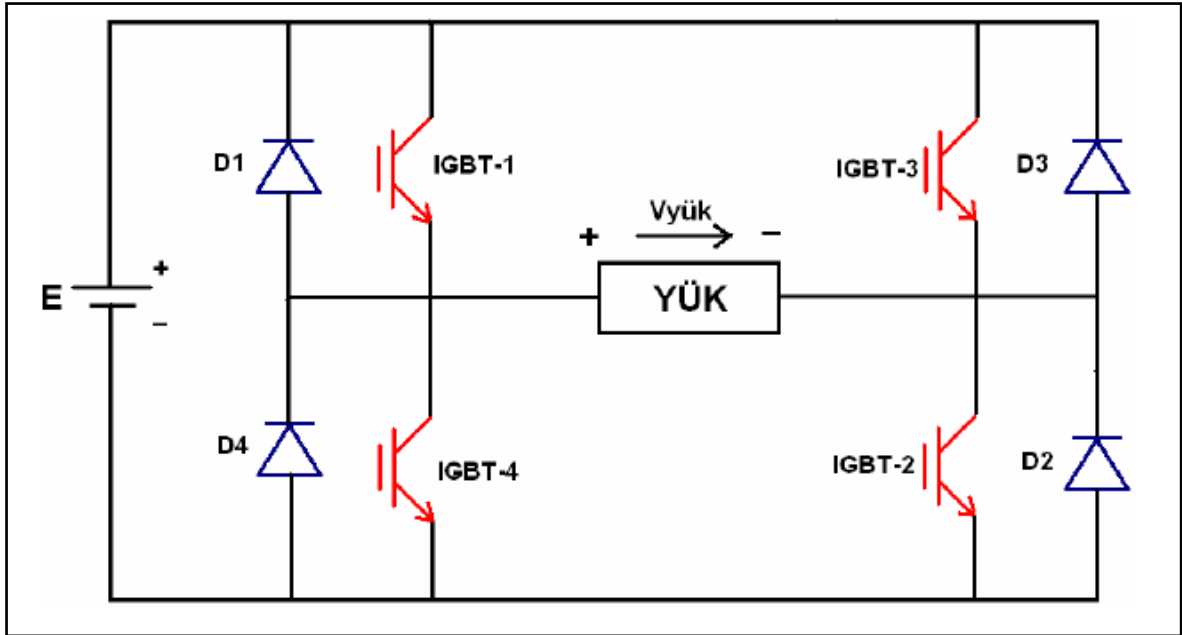 D1
IGBT-1
IGBT-3
D3
Vyük
+
–
+
E
–
YÜK
D4
IGBT-4
IGBT-2
D2